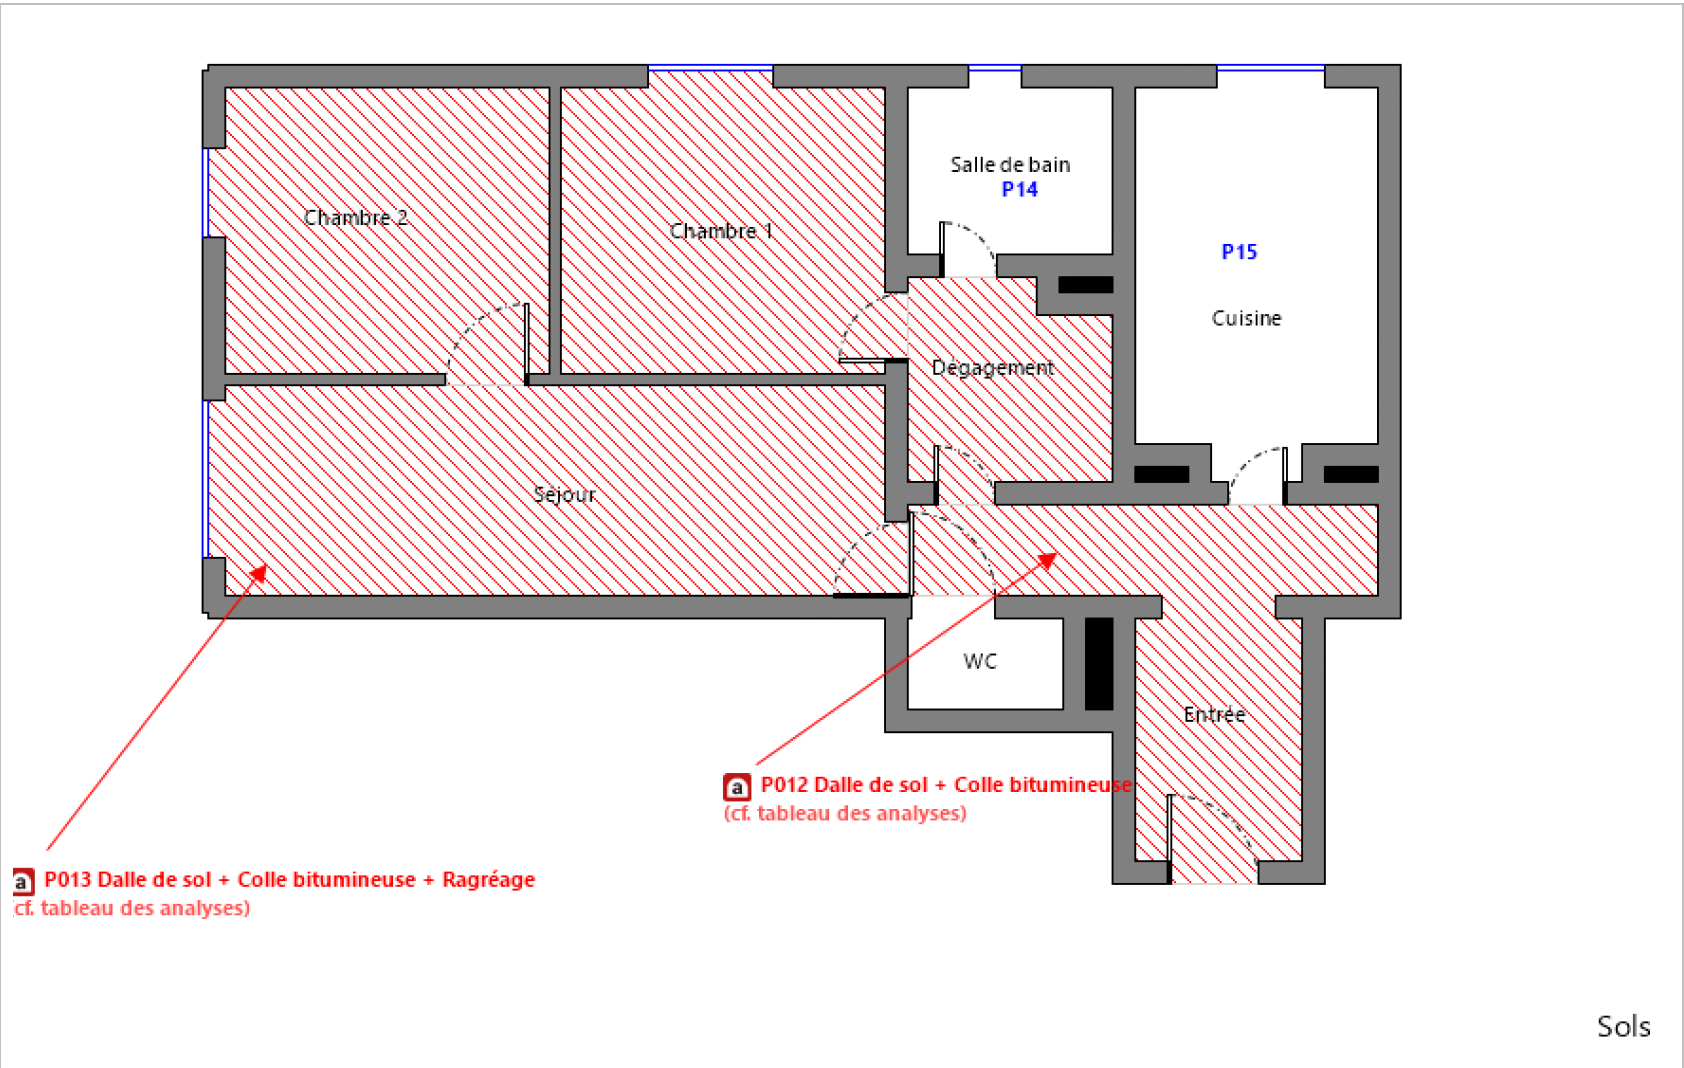 Salle de bain
P14
Chambre 2
Chambre 1
P15
Cuisine
Dégagement
Séjour
WC
Entrée
a P012 Dalle de sol + Colle bitumineuse
(cf. tableau des analyses)
a P013 Dalle de sol + Colle bitumineuse + Ragréage
cf. tableau des analyses)
Sols